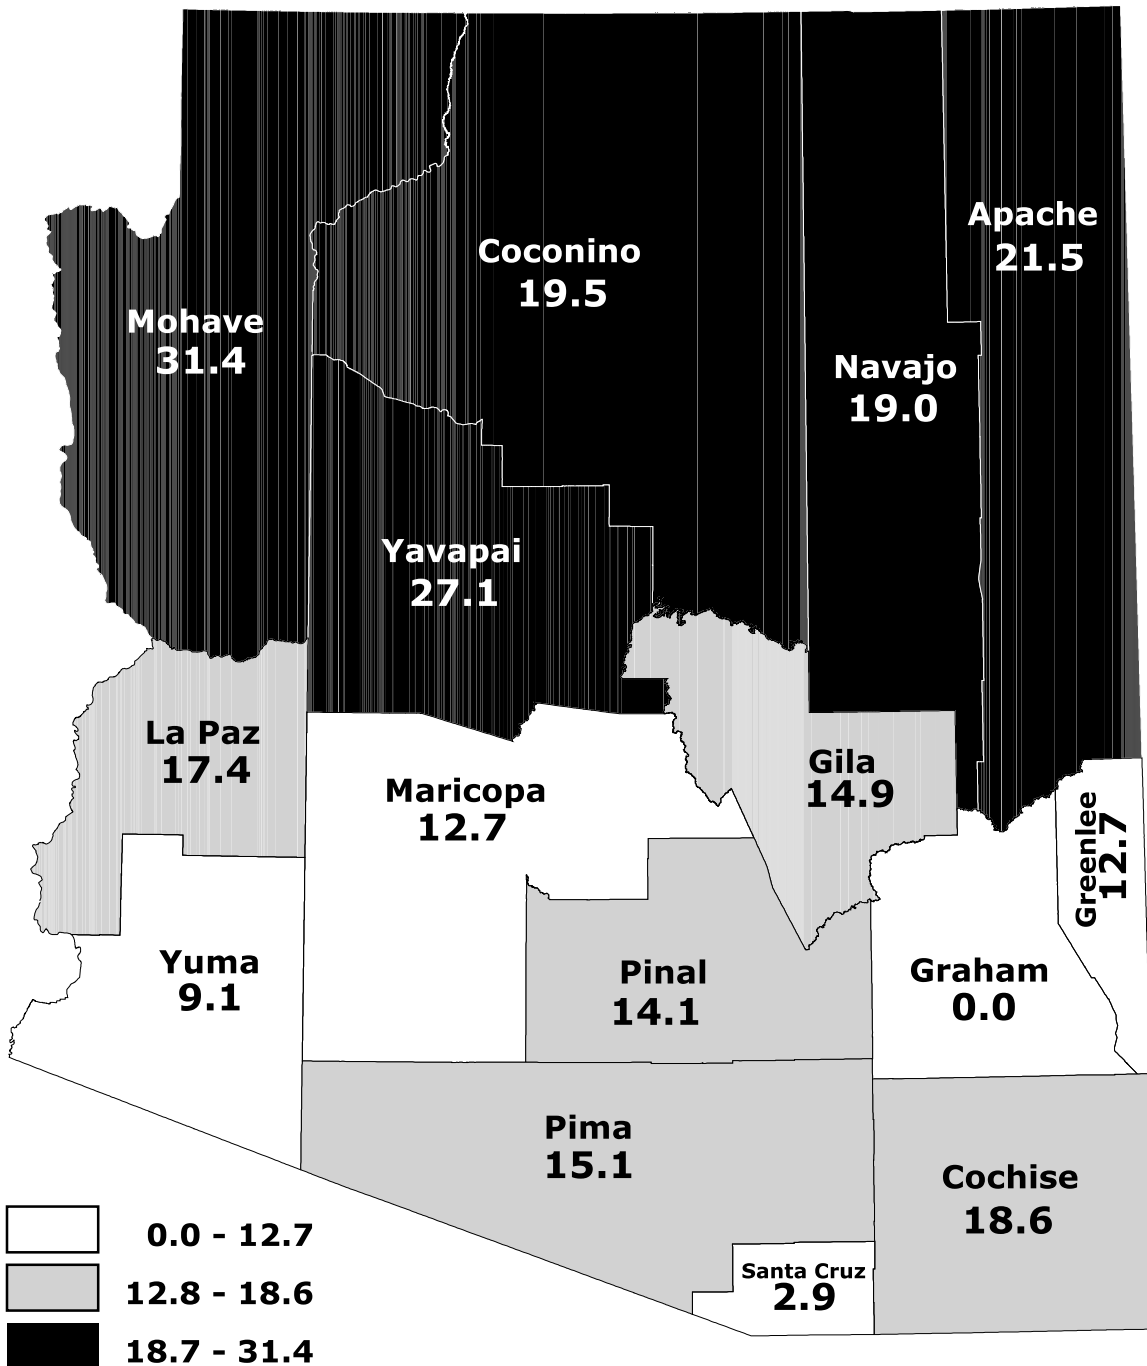 Apache
21.5
Coconino
19.5
Mohave
31.4
Navajo
19.0
Yavapai
27.1
La Paz
17.4
Maricopa
12.7
Gila
14.9
Greenlee
12.7
Yuma
9.1
Pinal
14.1
Graham
0.0
Pima
15.1
Cochise
18.6
Santa Cruz
2.9
0.0 - 12.7
12.8 - 18.6
18.7 - 31.4